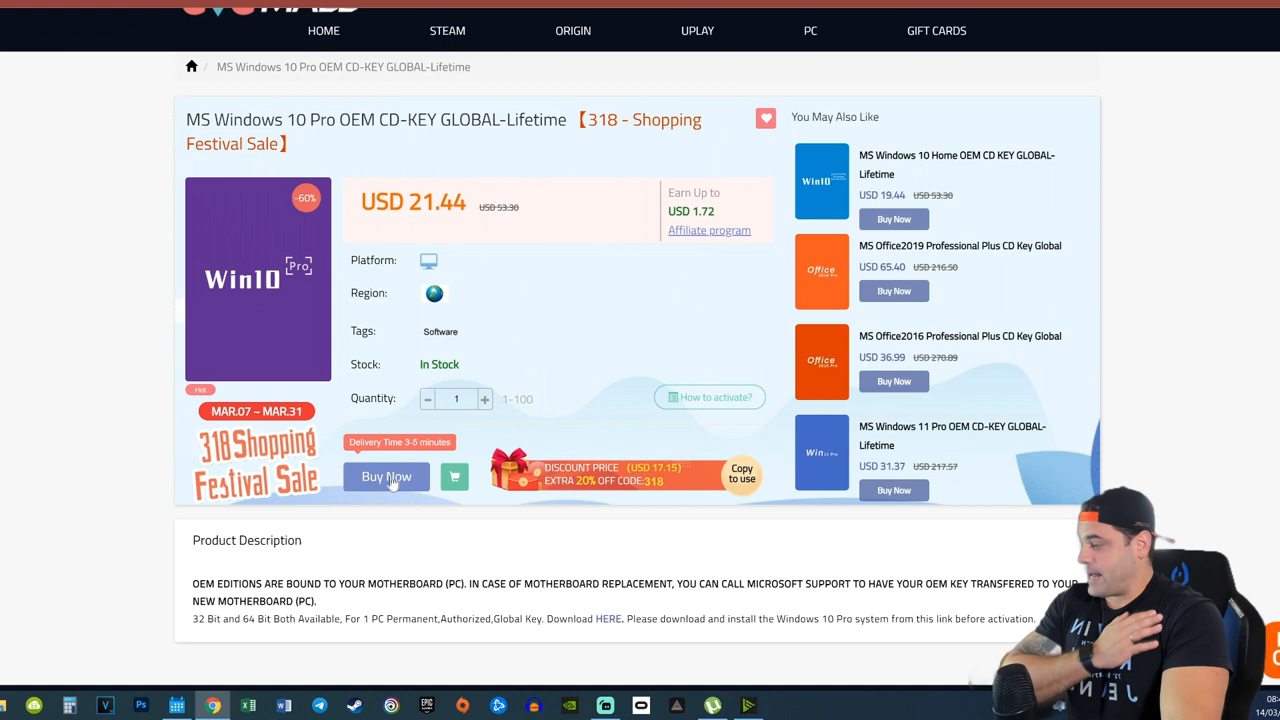 HOME
STEAM
ORIGIN
UPLAY
PC
GIFT CARDS
/ MS Windows 10 Pro OEM CD-KEY GLOBAL-Lifetime
MS Windows 10 Pro OEM CD-KEY GLOBAL-Lifetime 【318 - Shopping
Festival Sale】
-60%
Win10 [Pro]
USD 21.44 USD 53.30
Earn Up to
USD 1.72
Affiliate program
Platform:
Region:
Tags: Software
Stock: In Stock
Quantity: - 1 + 1-100
How to activate?
Hot
MAR.07 ~ MAR.31
318 Shopping
Festival Sale
Delivery Time 3-5 minutes
Buy Now
DISCOUNT PRICE (USD 17.15)
EXTRA 20% OFF CODE:318
Copy
to use
You May Also Like
Win10
MS Windows 10 Home OEM CD KEY GLOBAL-
Lifetime
USD 19.44 USD 53.30
Buy Now
Office
MS Office2019 Professional Plus CD Key Global
USD 65.40 USD 216.50
Buy Now
Office
MS Office2016 Professional Plus CD Key Global
USD 36.99 USD 270.89
Buy Now
Win 11 Pro
MS Windows 11 Pro OEM CD-KEY GLOBAL-
Lifetime
USD 31.37 USD 217.57
Buy Now
Product Description
OEM EDITIONS ARE BOUND TO YOUR MOTHERBOARD (PC). IN CASE OF MOTHERBOARD REPLACEMENT, YOU CAN CALL MICROSOFT SUPPORT TO HAVE YOUR OEM KEY TRANSFERED TO YOUR
NEW MOTHERBOARD (PC).
32 Bit and 64 Bit Both Available, For 1 PC Permanent,Authorized,Global Key. Download HERE. Please download and install the Windows 10 Pro system from this link before activation.
V
Ps
EPIC
GAMES
14/03